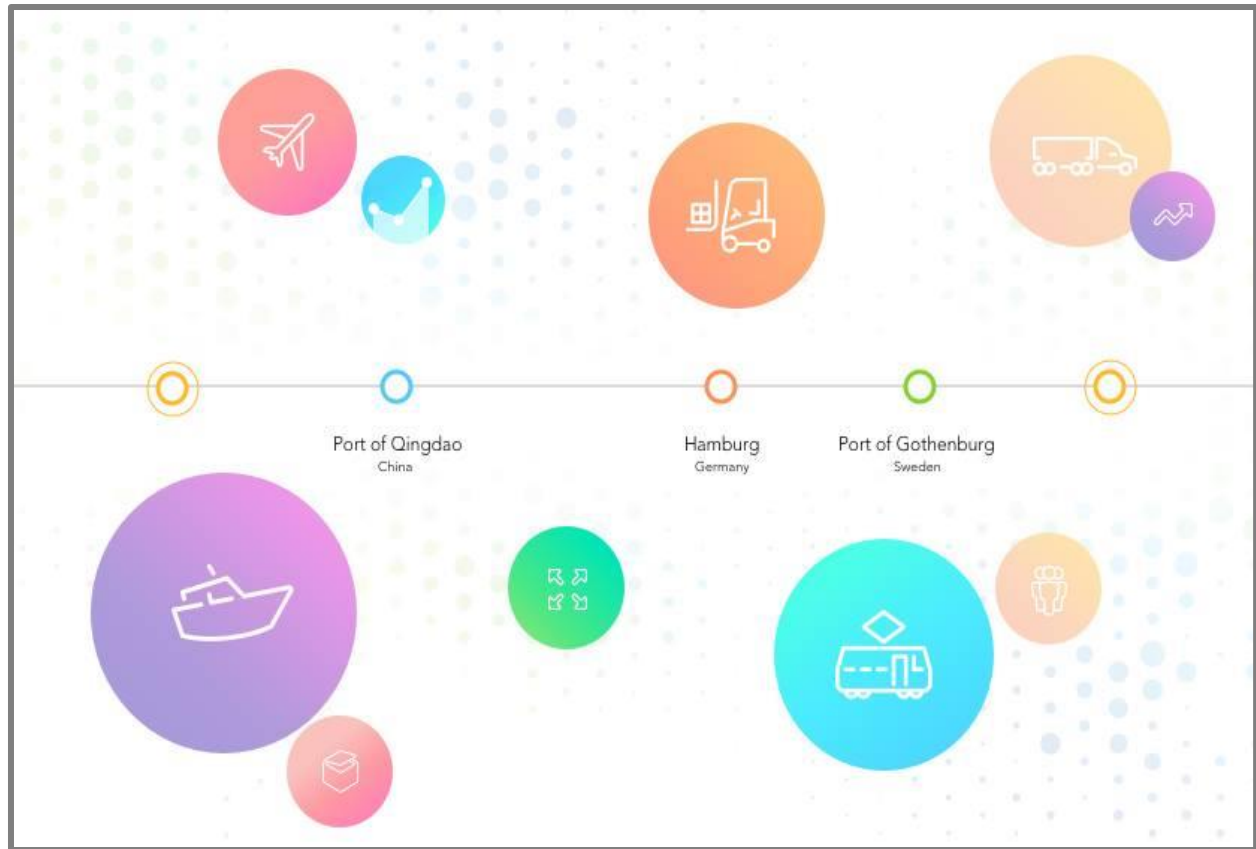 Port of Qingdao
China
Hamburg
Germany
Port of Gothenburg
Sweden